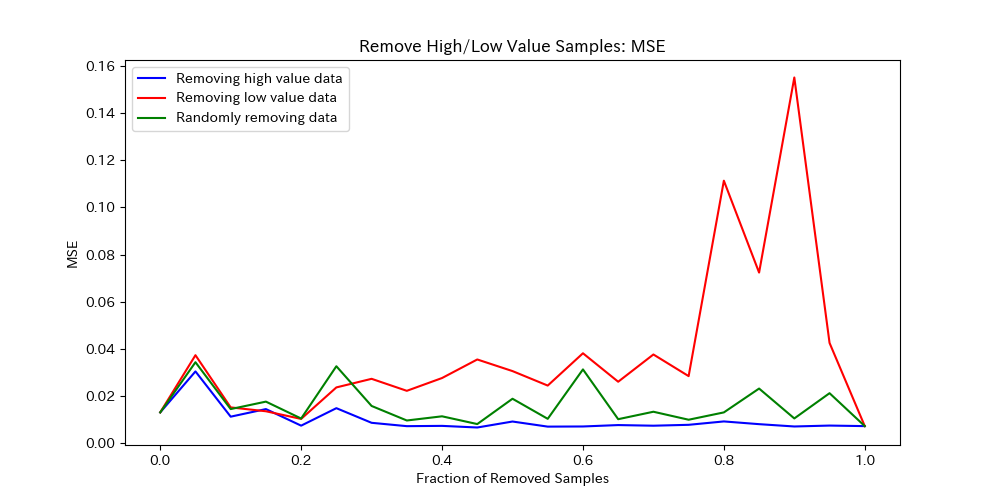 Remove High/Low Value Samples: MSE
Removing high value data
Removing low value data
Randomly removing data
MSE
0.16
0.14
0.12
0.10
0.08
0.06
0.04
0.02
0.00
0.0 0.2 0.4 0.6 0.8 1.0
Fraction of Removed Samples